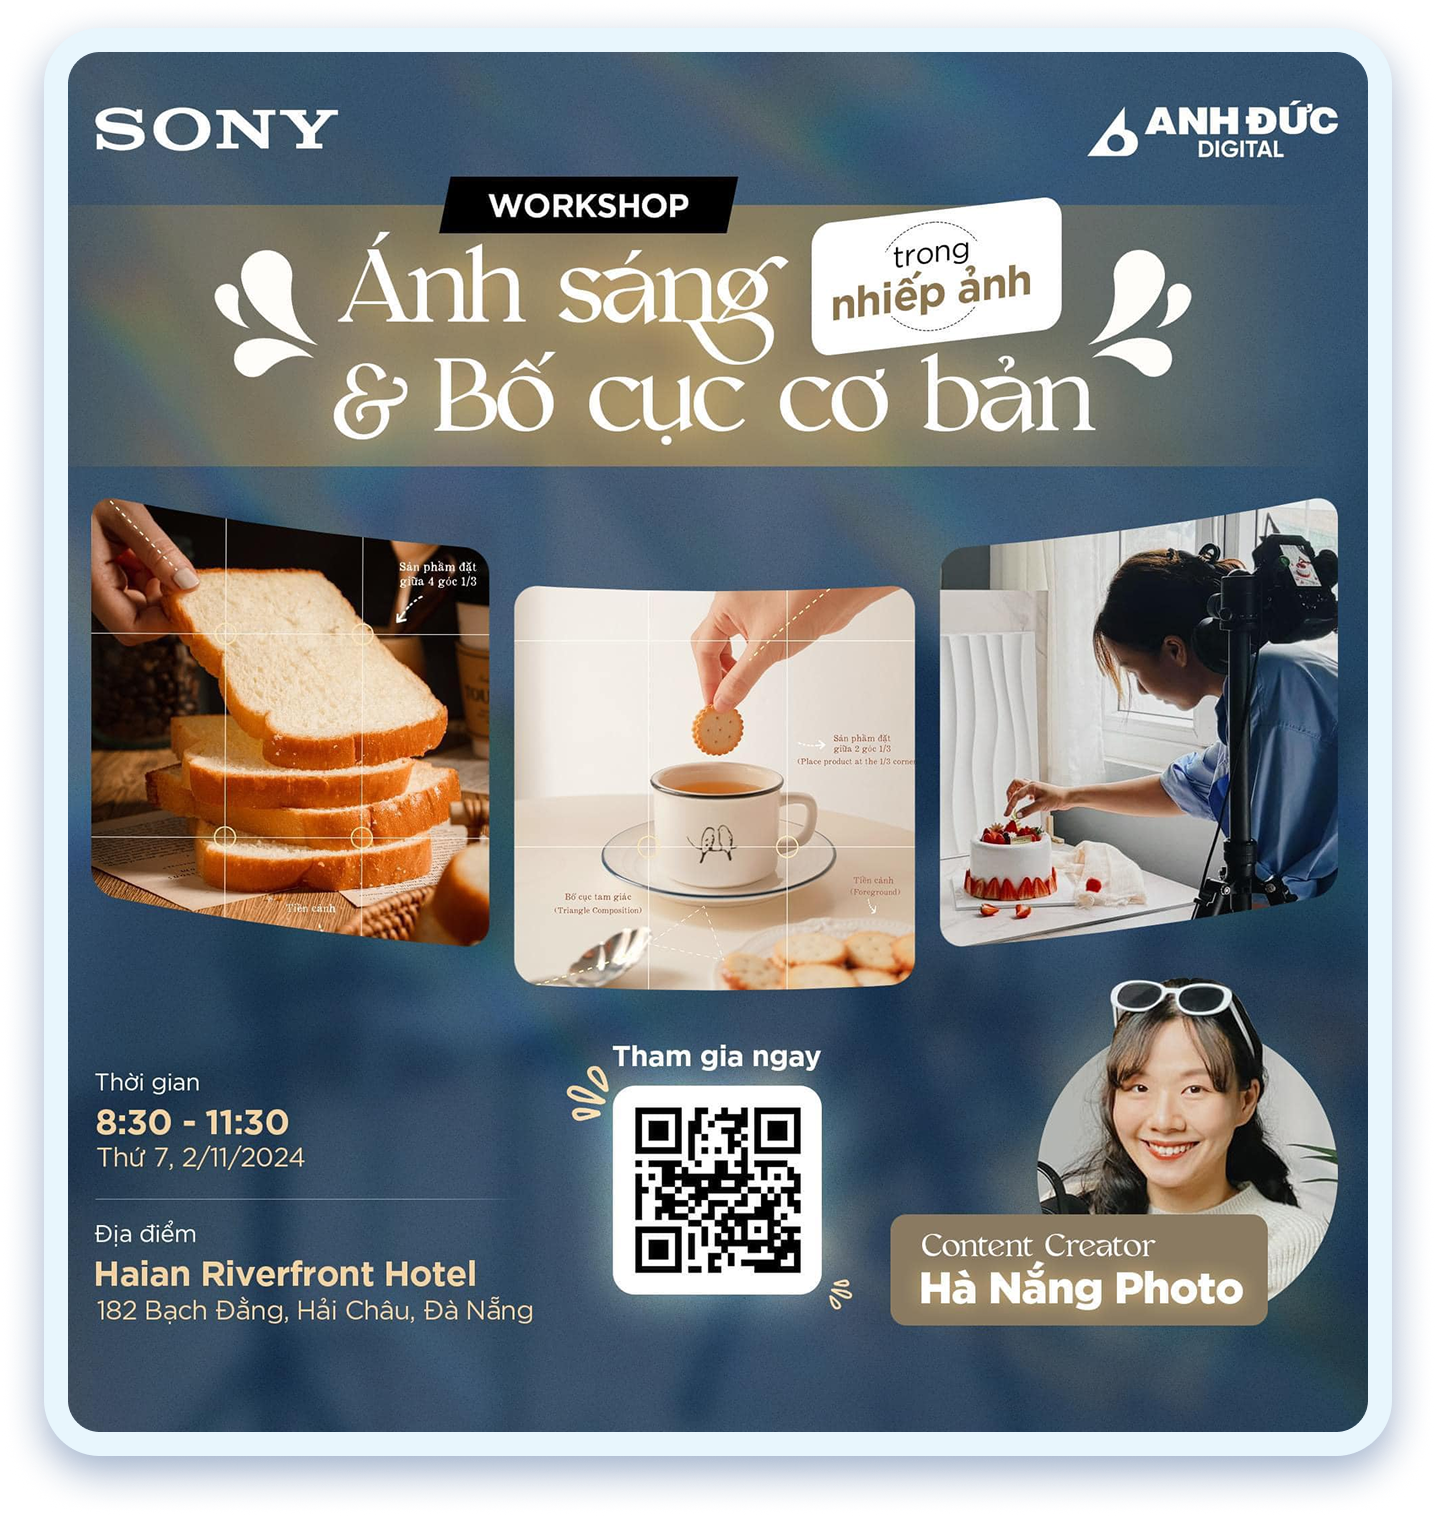 SONY
ANH ĐỨC
DIGITAL
WORKSHOP
Ánh sáng
trong
nhiếp ảnh
& Bố cục cơ bản
Sản phẩm đặt
giữa 4 góc 1/3
Tiền cảnh
Sản phẩm đặt
giữa 2 góc 1/3
(Place product at the 1/3 corner
Bố cục tam giác
(Triangle Composition)
Tiền cảnh
(Foreground)
Thời gian
8:30 - 11:30
Thứ 7, 2/11/2024
Địa điểm
Haian Riverfront Hotel
182 Bạch Đằng, Hải Châu, Đà Nẵng
Tham gia ngay
Content Creator
Hà Nắng Photo